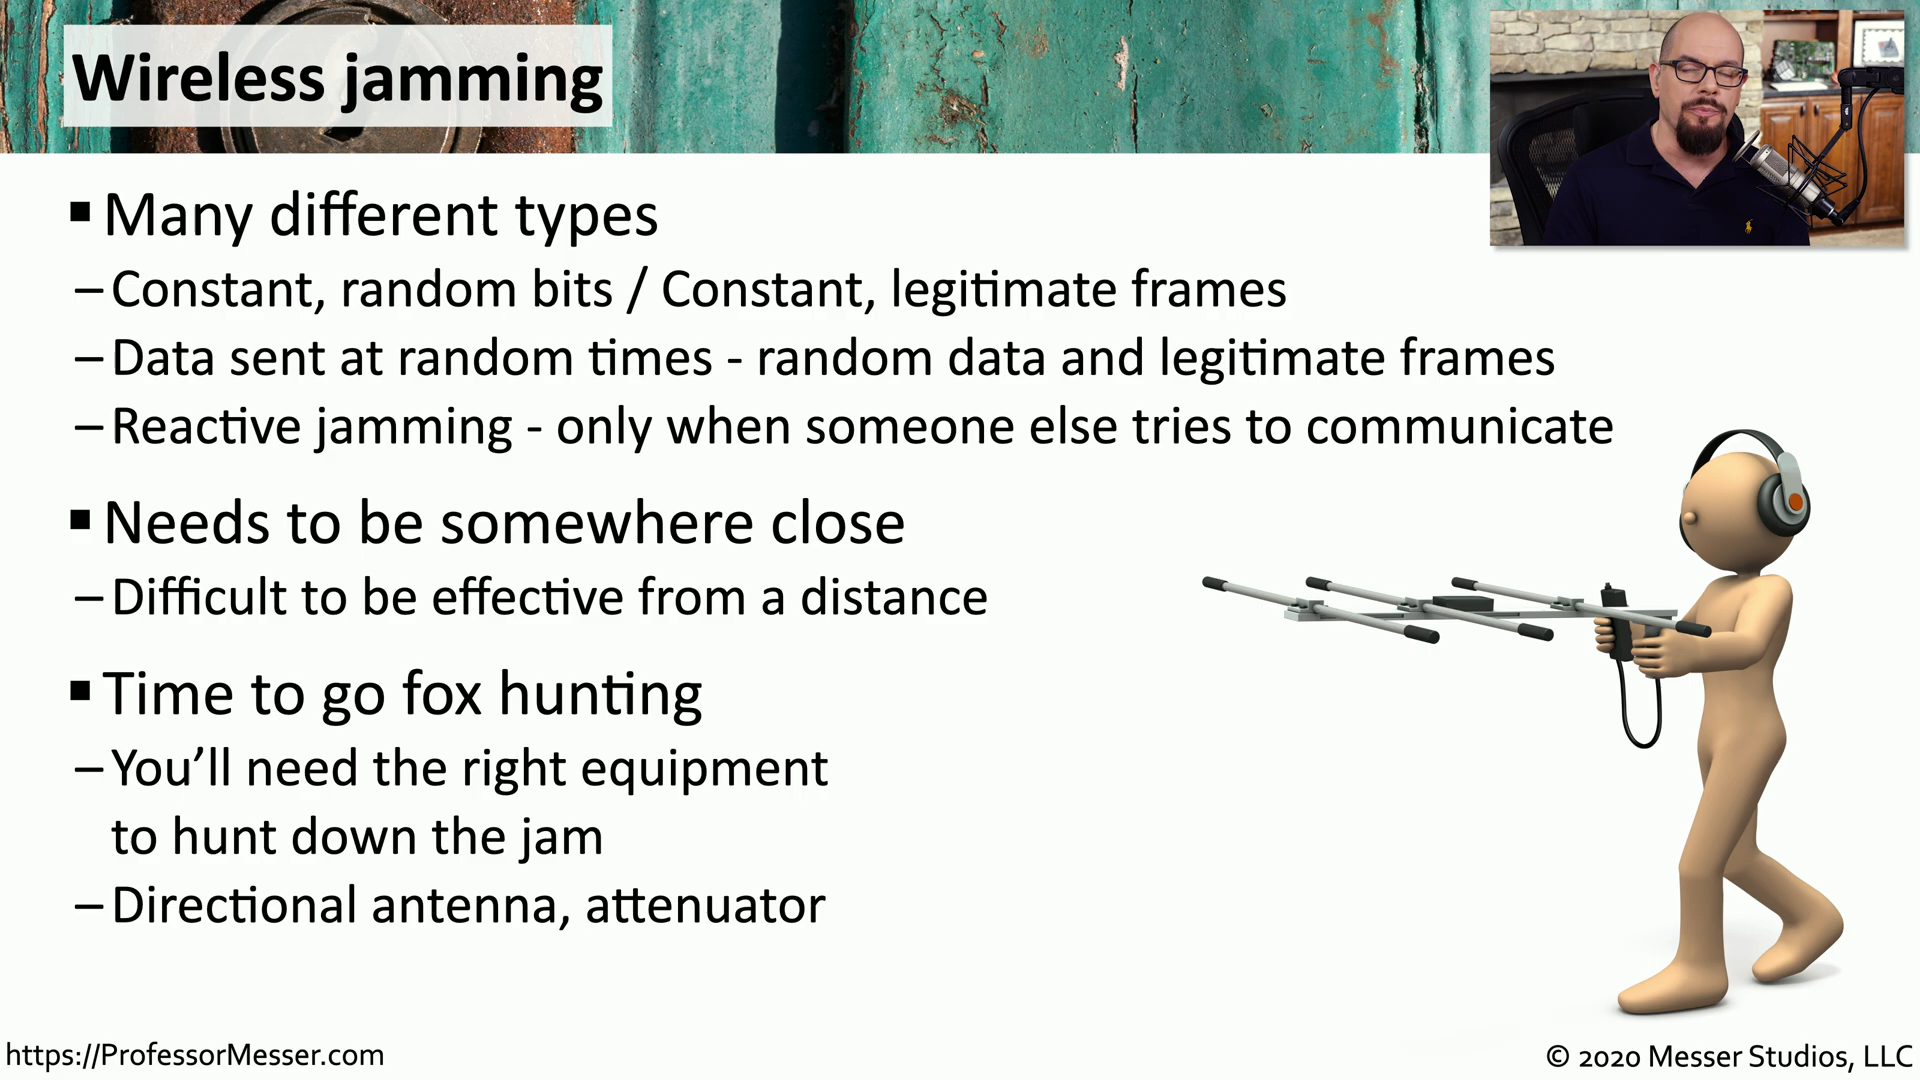 Wireless jamming
▪ Many different types
– Constant, random bits / Constant, legitimate frames
– Data sent at random times - random data and legitimate frames
– Reactive jamming - only when someone else tries to communicate
▪ Needs to be somewhere close
– Difficult to be effective from a distance
▪ Time to go fox hunting
– You’ll need the right equipment
to hunt down the jam
– Directional antenna, attenuator
https://ProfessorMesser.com
© 2020 Messer Studios, LLC